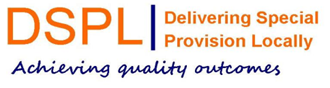 DSPL
Delivering Special
Provision Locally
Achieving quality outcomes